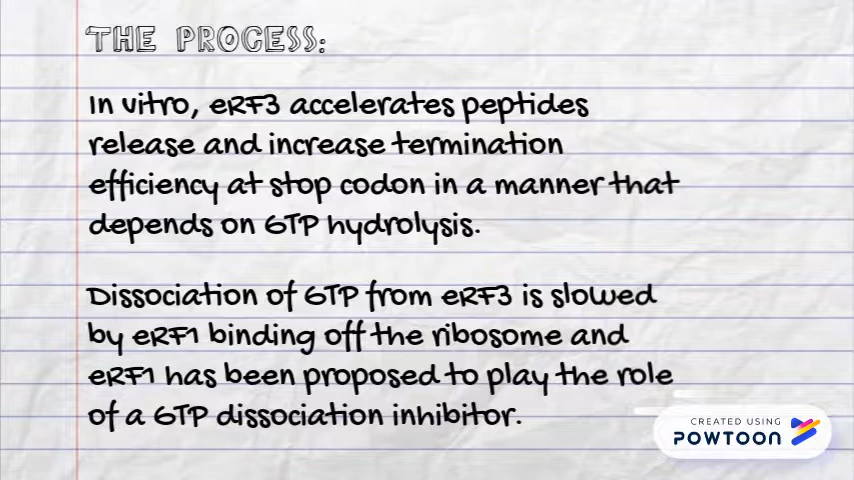 THE PROCESS:
In vitro, eRF3 accelerates peptides
release and increase termination
efficiency at stop codon in a manner that
depends on GTP hydrolysis.
Dissociation of GTP from eRF3 is slowed
by eRF1 binding off the ribosome and
eRF1 has been proposed to play the role
of a GTP dissociation inhibitor.
CREATED USING
POWTOON